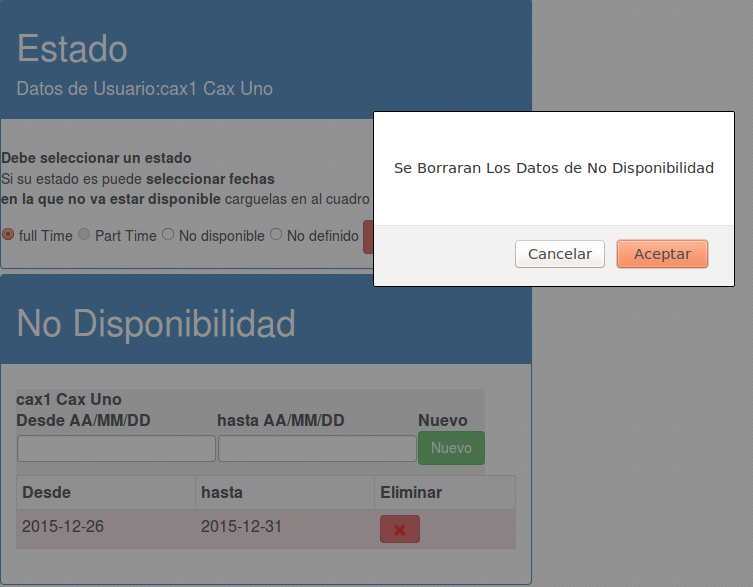 Estado
Datos de Usuario:cax1 Cax Uno
Debe seleccionar un estado
Si su estado es puede seleccionar fechas
en la que no va estar disponible carguelas en al cuadro
full Time Part Time No disponible No definido
Se Borraran Los Datos de No Disponibilidad
Cancelar Aceptar
No Disponibilidad
cax1 Cax Uno
Desde AA/MM/DD hasta AA/MM/DD Nuevo
Nuevo
Desde hasta Eliminar
2015-12-26 2015-12-31